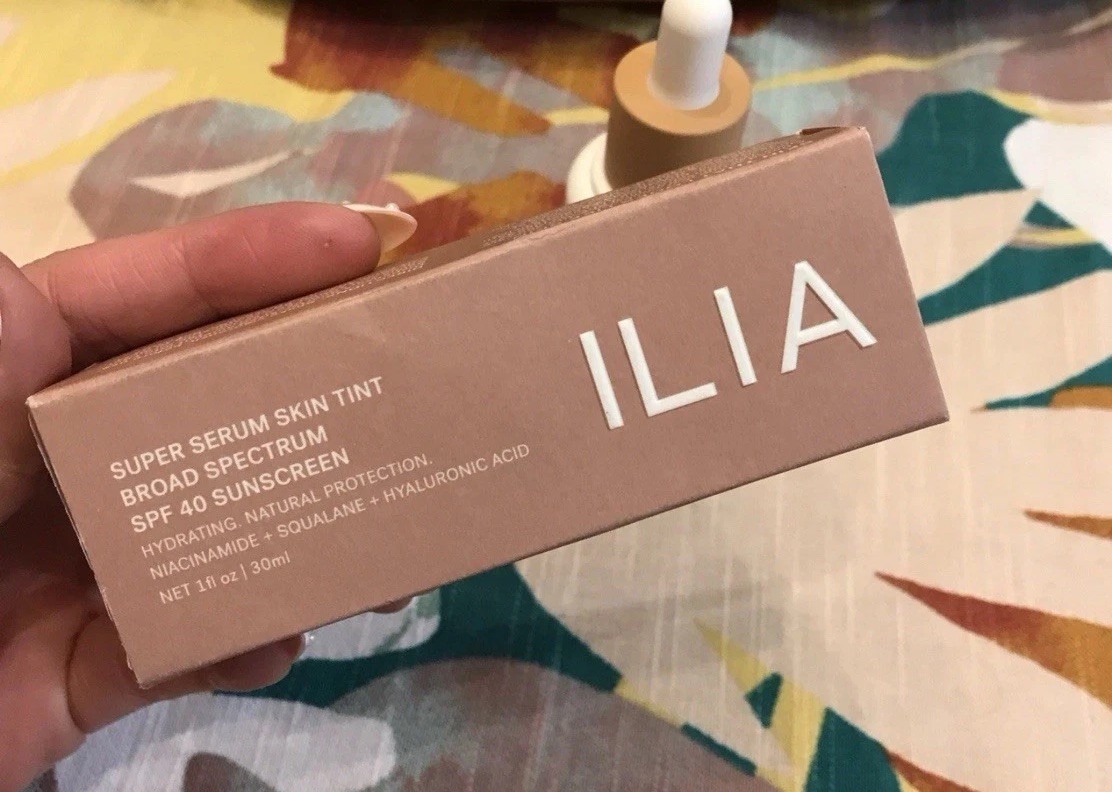 SUPER SERUM SKIN TINT
BROAD SPECTRUM
SPF 40 SUNSCREEN
HYDRATING. NATURAL PROTECTION.
NIACINAMIDE + SQUALANE + HYALURONIC ACID
NET 1fl oz | 30ml
ILIA